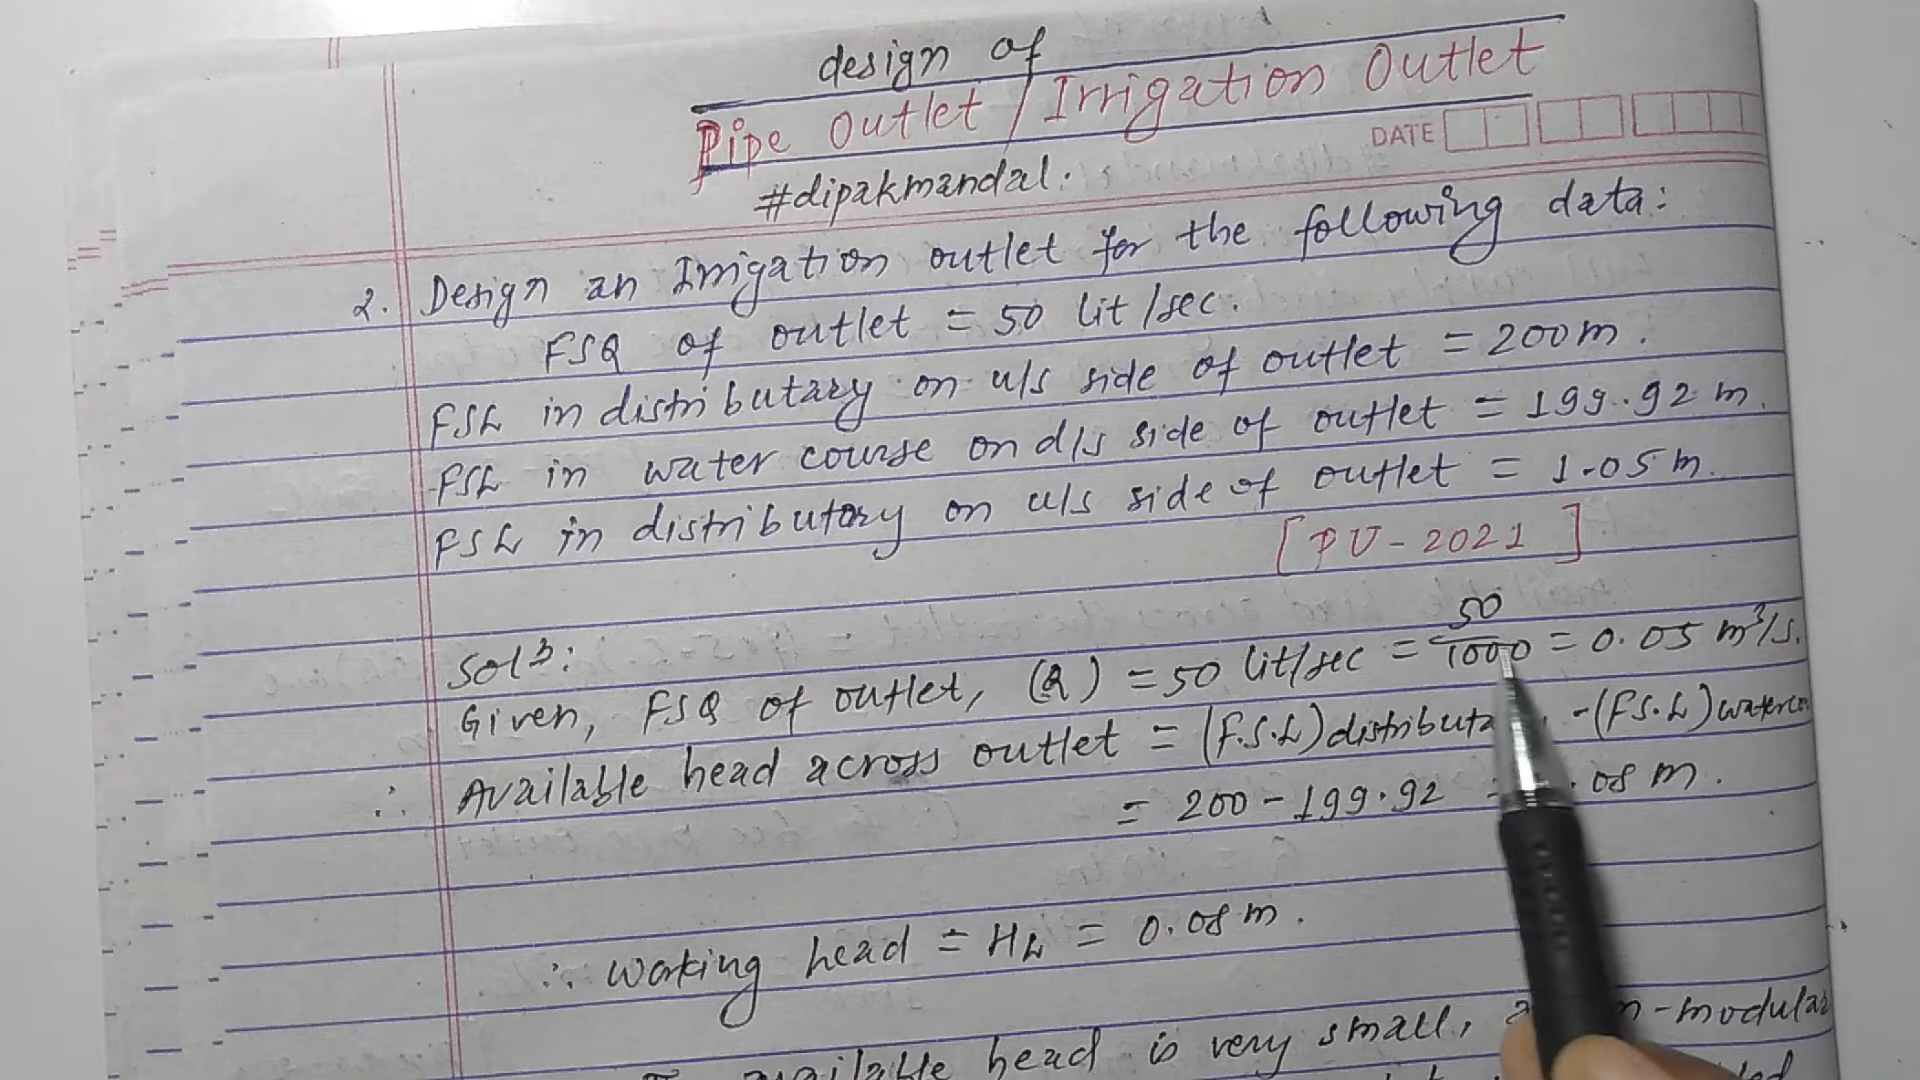 design of
Pipe Outlet / Irrigation Outlet
DATE
#dipakmandal.
2. Design an Irrigation outlet for the following data:
FSQ of outlet = 50 lit/sec.
FSL in distributary on u/s side of outlet = 200m.
FSL in water course on d/s side of outlet = 199.92 m.
FSL in distributory on u/s side of outlet = 1.05 m.
[PU-2021]
Soln:
Given, FSQ of outlet, (Q) = 50 lit/sec = 50/1000 = 0.05 m³/s.
∴ Available head across outlet = (F.S.L) - (F.S.L)
= 200 - 199.92 .08 m.
∴ Working head = HL = 0.08 m.
available head is very small, -modular